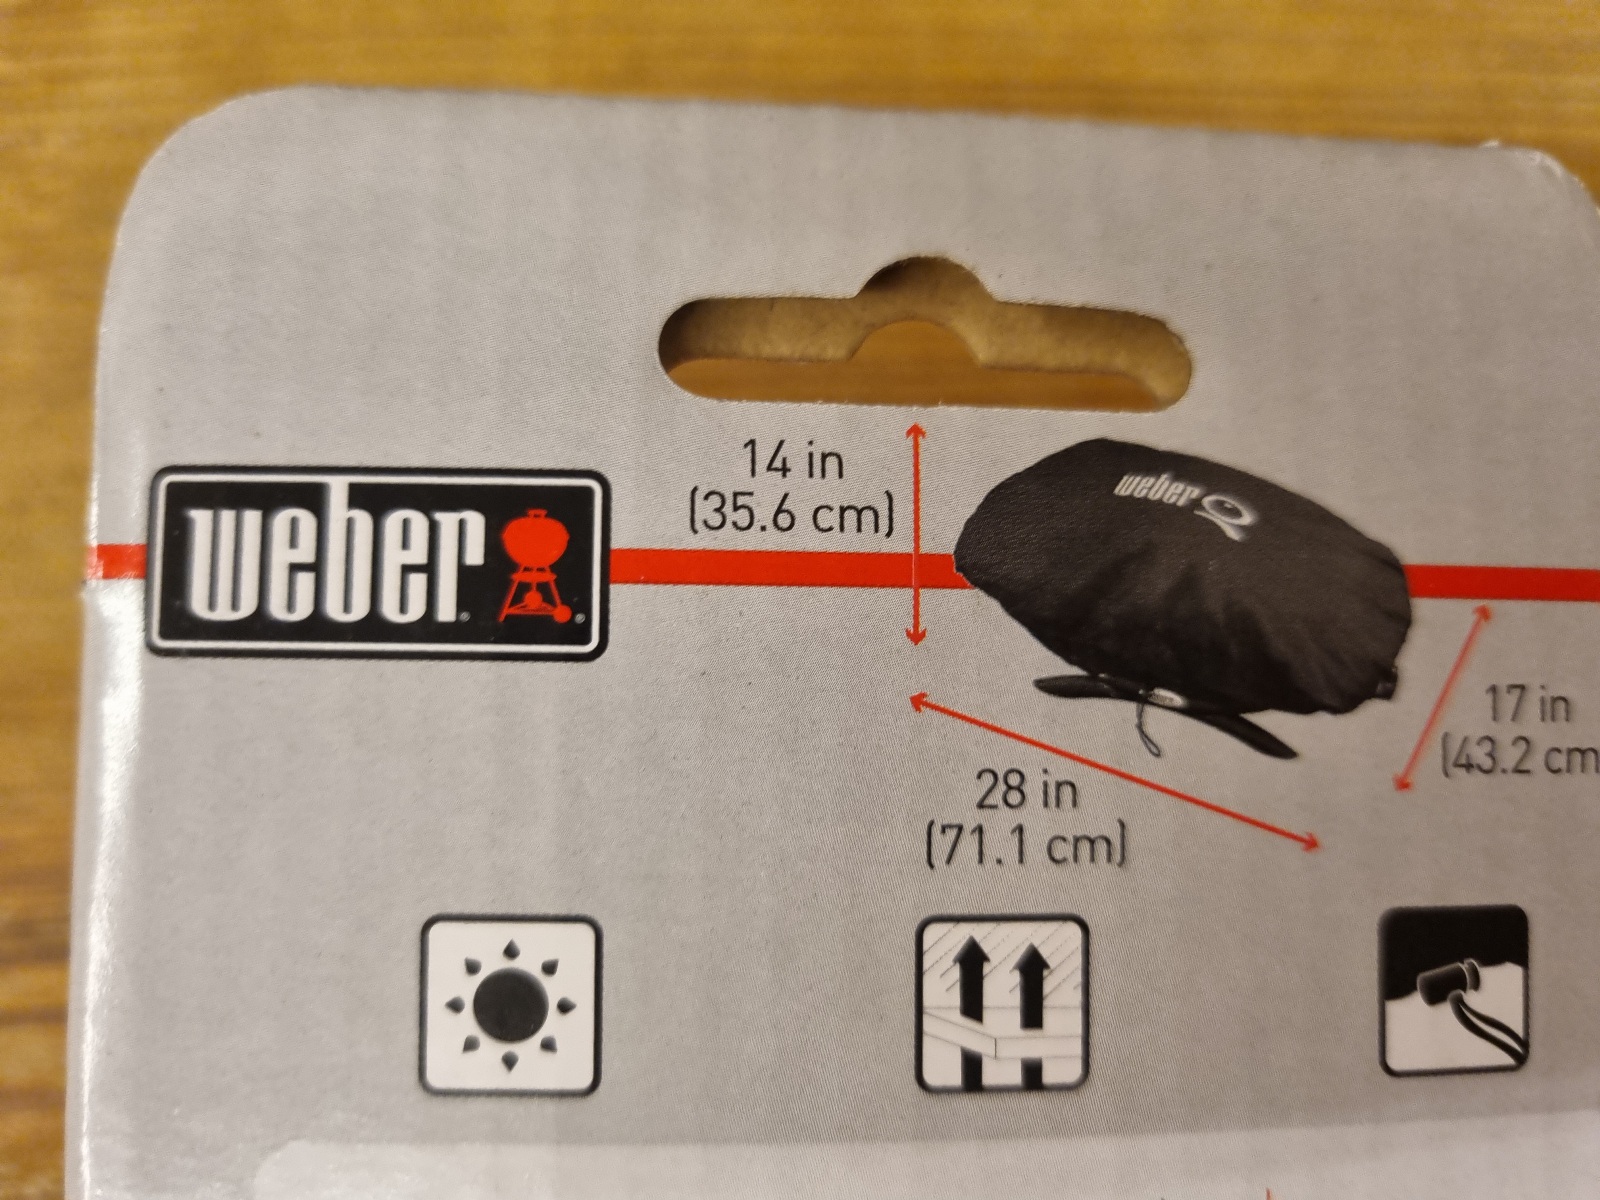 14 in
(35.6 cm)
weber
weber
17 in
(43.2 cm
28 in
(71.1 cm)